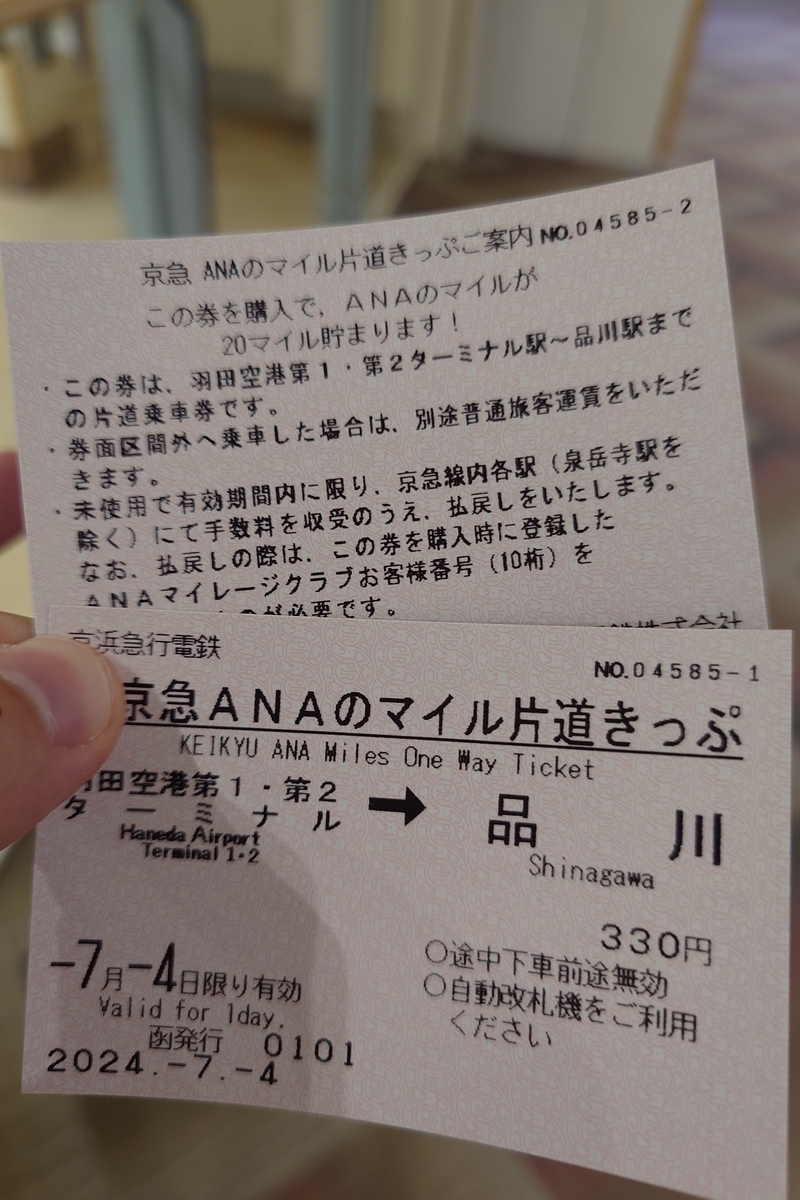 京急 ANAのマイル片道きっぷご案内 NO.04585-2
この券を購入で、ANAのマイルが
20マイル貯まります!
・この券は、羽田空港第1・第2ターミナル駅~品川駅まで
の片道乗車券です。
・券面区間外へ乗車した場合は、別途普通旅客運賃をいただ
きます。
・未使用で有効期間内に限り、京急線内各駅(泉岳寺駅を
除く)にて手数料を収受のうえ、払戻しをいたします。
なお、払戻しの際は、この券を購入時に登録した
ANAマイレージクラブお客様番号(10桁)を
が必要です。
株式会社
京浜急行電鉄
NO.04585-1
京急ANAのマイル片道きっぷ
KEIKYU ANA Miles One Way Ticket
羽田空港第1・第2
ターミナル
Haneda Airport
Terminal 1・2
➡
品川
Shinagawa
330円
-7月-4日限り有効
Valid for 1day.
○途中下車前途無効
○自動改札機をご利用
ください
函発行 0101
2024.-7.-4